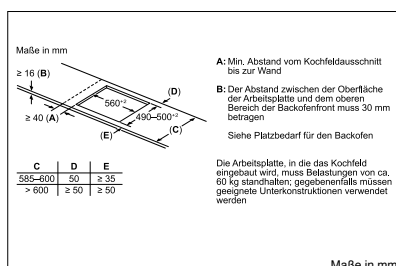 Maße in mm
≥ 16 (B)
560⁺²
(D)
490–500⁺²
≥ 40 (A)
(E)
(C)
C D E
585–600 50 ≥ 35
> 600 ≥ 50 ≥ 50
A: Min. Abstand vom Kochfeldausschnitt
bis zur Wand
B: Der Abstand zwischen der Oberfläche
der Arbeitsplatte und dem oberen
Bereich der Backofenfront muss 30 mm
betragen
Siehe Platzbedarf für den Backofen
Die Arbeitsplatte, in die das Kochfeld
eingebaut wird, muss Belastungen von ca.
60 kg standhalten; gegebenenfalls müssen
geeignete Unterkonstruktionen verwendet
werden
Maße in mm